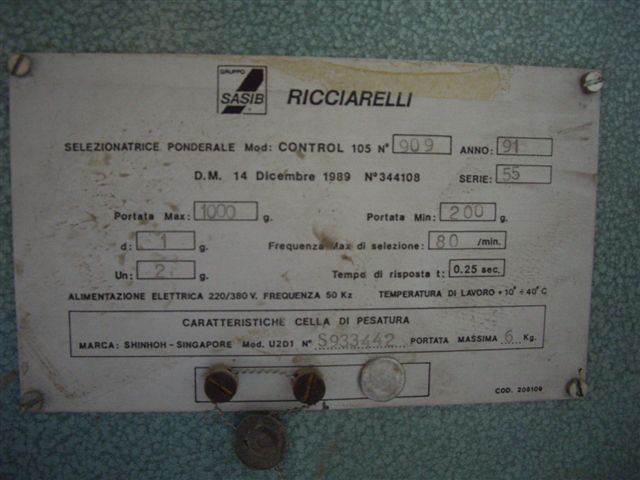 GRUPPO
SASIB RICCIARELLI
SELEZIONATRICE PONDERALE Mod: CONTROL 105 N° 909 ANNO: 91
D.M. 14 Dicembre 1989 N°344108 SERIE: 55
Portata Max: 1000 g. Portata Min: 200 g.
d: 1 g. Frequenza Max di selezione: 80 /min.
Un: 2 g. Tempo di risposta t: 0.25 sec.
ALIMENTAZIONE ELETTRICA 220/380 V. FREQUENZA 50 Kz TEMPERATURA DI LAVORO +10° ÷ 40° C
CARATTERISTICHE CELLA DI PESATURA
MARCA: SHINHOH - SINGAPORE Mod. U2D1 N° S933442 PORTATA MASSIMA 6 Kg.
COD. 208109